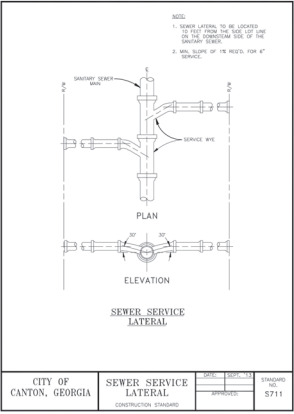 NOTE:
1. SEWER LATERAL TO BE LOCATED
10 FEET FROM THE SIDE LOT LINE
ON THE DOWNSTEAM SIDE OF THE
SANITARY SEWER.
2. MIN. SLOPE OF 1% REQ'D. FOR 6"
SERVICE.
SANITARY SEWER
MAIN
R/W
R/W
SERVICE WYE
PLAN
30°
30°
ELEVATION
SEWER SERVICE
LATERAL
CITY OF
CANTON, GEORGIA
SEWER SERVICE
LATERAL
CONSTRUCTION STANDARD
DATE:
SEPT. '13
APPROVED:
STANDARD
NO.
S711